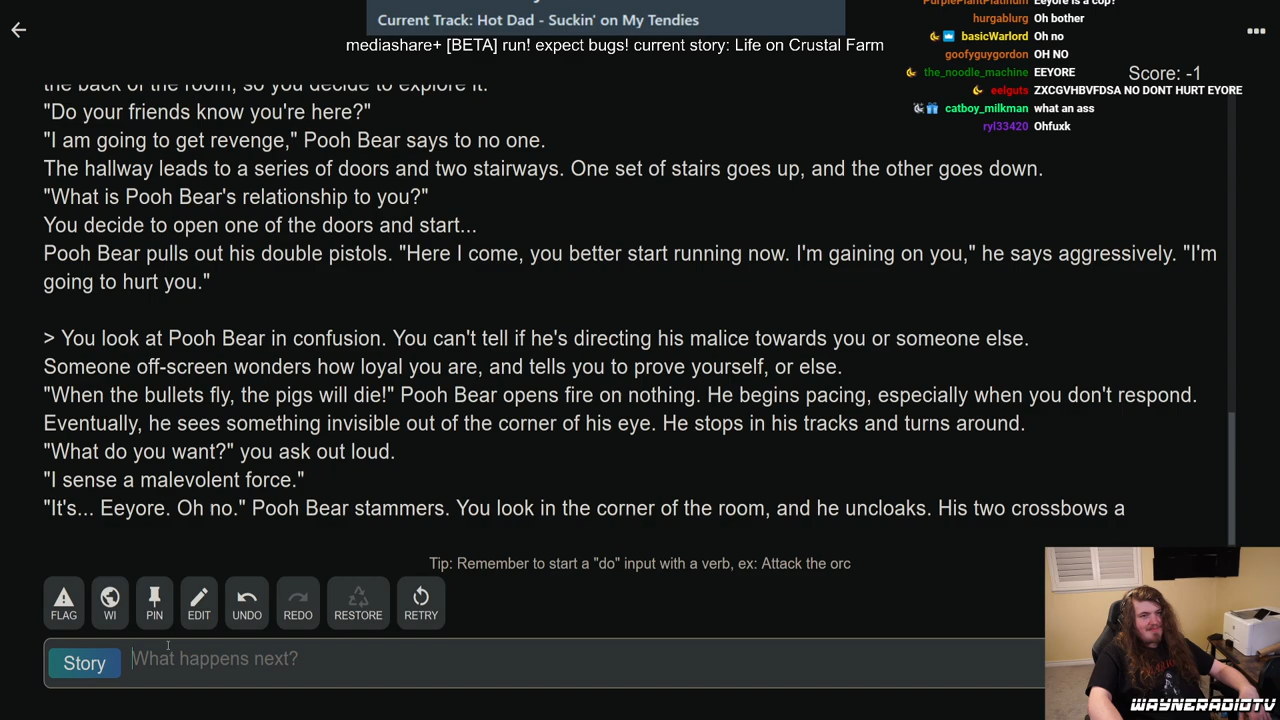 Current Track: Hot Dad - Suckin' on My Tendies
mediashare+ [BETA] run! expect bugs! current story: Life on Crustal Farm
PurplePlantPlatinum Eeyore is a cop?
hurgablurg Oh bother
basicWarlord Oh no
goofyguygordon OH NO
the_noodle_machine EEYORE
eelguts ZXCGVHBVFDSA NO DONT HURT EYORE
catboy_milkman what an ass
ryl33420 Ohfuxk
Score: -1
the back of the room, so you decide to explore it.
"Do your friends know you're here?"
"I am going to get revenge," Pooh Bear says to no one.
The hallway leads to a series of doors and two stairways. One set of stairs goes up, and the other goes down.
"What is Pooh Bear's relationship to you?"
You decide to open one of the doors and start...
Pooh Bear pulls out his double pistols. "Here I come, you better start running now. I'm gaining on you," he says aggressively. "I'm
going to hurt you."
> You look at Pooh Bear in confusion. You can't tell if he's directing his malice towards you or someone else.
Someone off-screen wonders how loyal you are, and tells you to prove yourself, or else.
"When the bullets fly, the pigs will die!" Pooh Bear opens fire on nothing. He begins pacing, especially when you don't respond.
Eventually, he sees something invisible out of the corner of his eye. He stops in his tracks and turns around.
"What do you want?" you ask out loud.
"I sense a malevolent force."
"It's... Eeyore. Oh no." Pooh Bear stammers. You look in the corner of the room, and he uncloaks. His two crossbows a
Tip: Remember to start a "do" input with a verb, ex: Attack the orc
FLAG WI PIN EDIT UNDO REDO RESTORE RETRY
Story What happens next?
WAYNERADIOTV